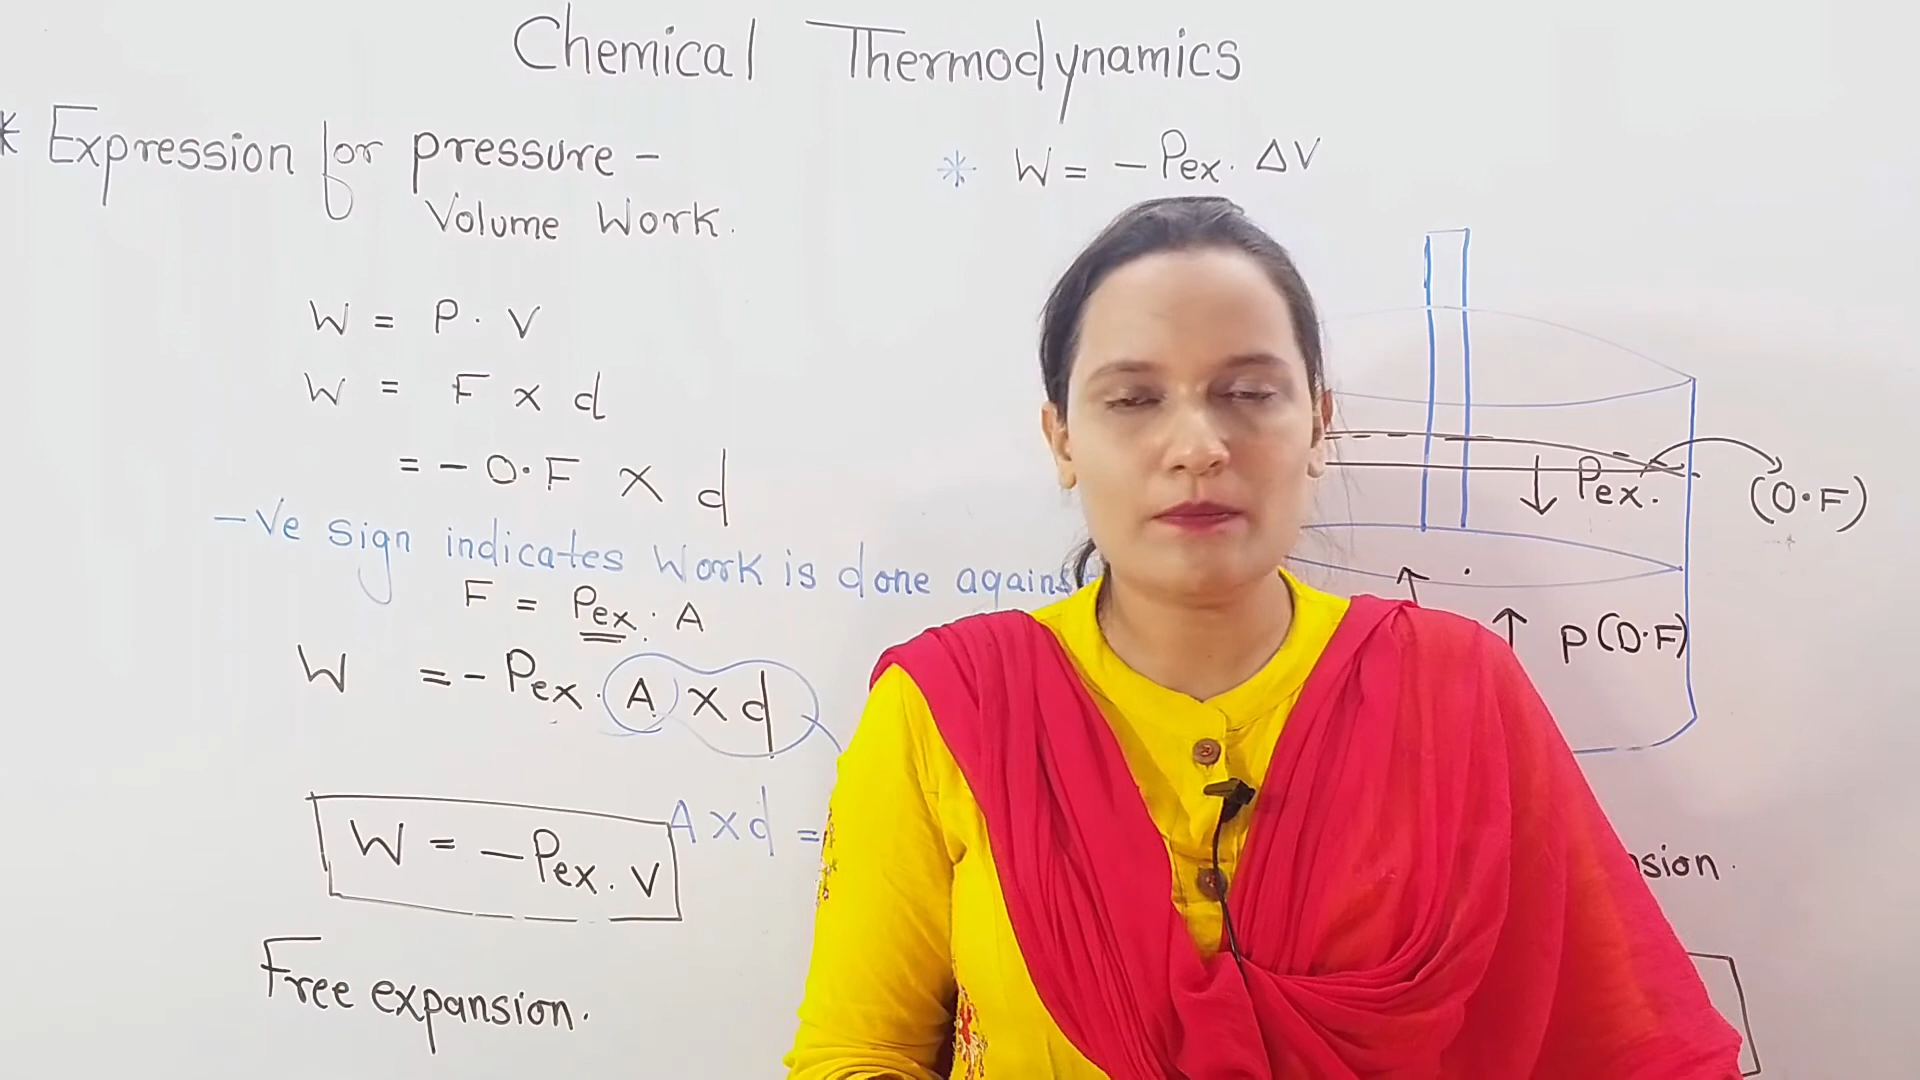 Chemical Thermodynamics
* Expression for pressure -
Volume Work.
W = P. V
W = F x d
= - O.F x d
-Ve sign indicates Work is done against
F = Pex. A
W = - Pex. A x d
A x d =
W = - Pex. V
Free expansion.
* W = - Pex. ΔV
Pex.
(O.F)
P(D.F)
nsion.